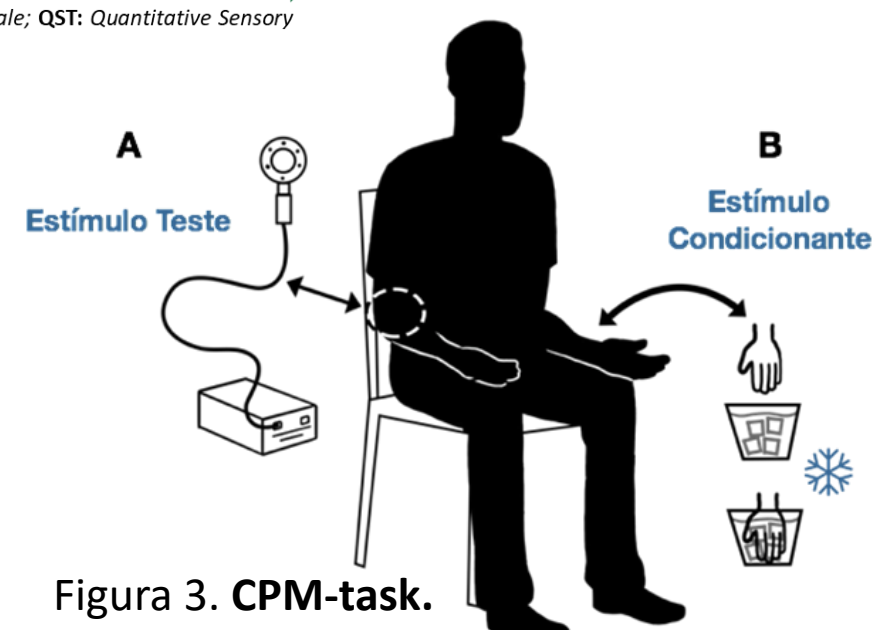 ale; QST: Quantitative Sensory
A
B
Estímulo Teste
Estímulo
Condicionante
Figura 3. CPM-task.